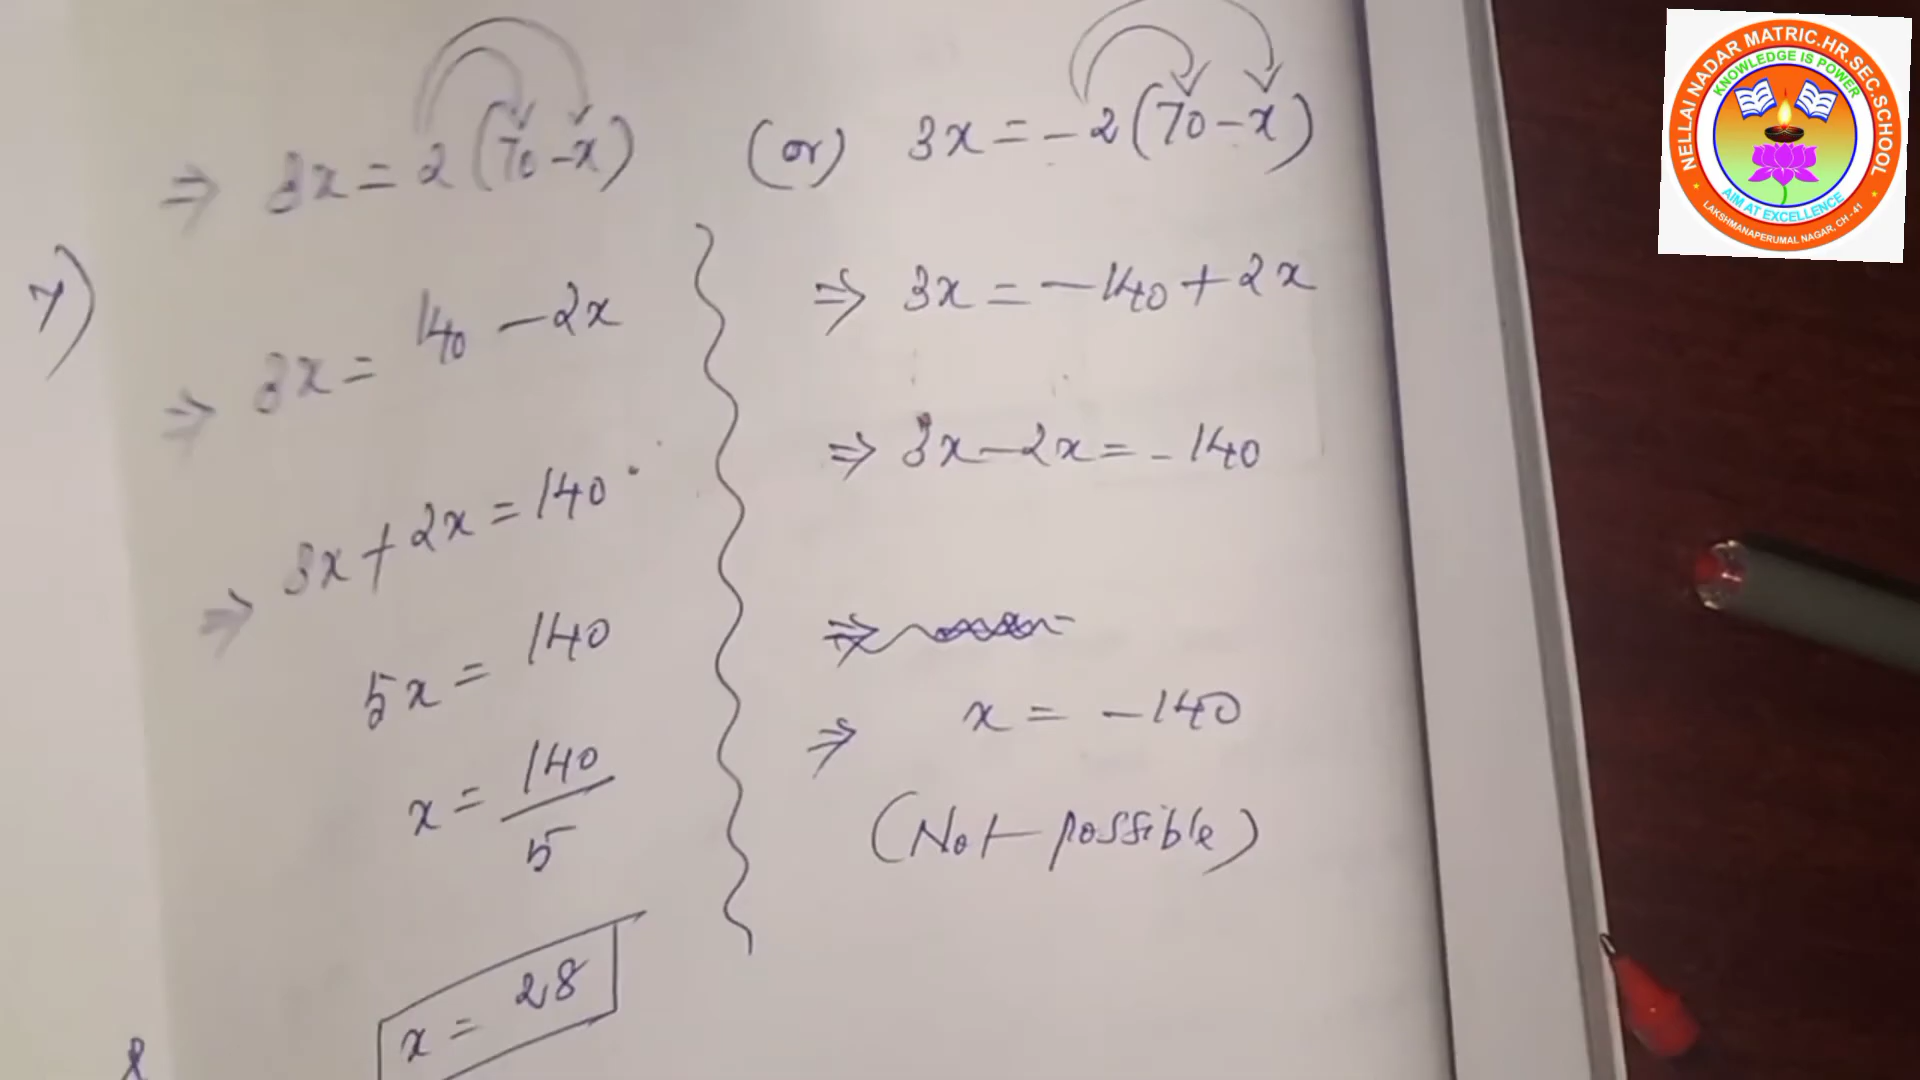 ⇒ 3x = 2(70-x) (or) 3x = -2(70-x)
7)
⇒ 3x = 140 - 2x
⇒ 3x + 2x = 140
5x = 140
x = 140/5
x = 28
⇒ 3x = -140 + 2x
⇒ 3x - 2x = -140
⇒
⇒ x = -140
(Not possible)
NELLAI NADAR MATRIC.HR.SEC.SCHOOL
KNOWLEDGE IS POWER
AIM AT EXCELLENCE
LAKSHMANAPERUMAL NAGAR, CH - 41